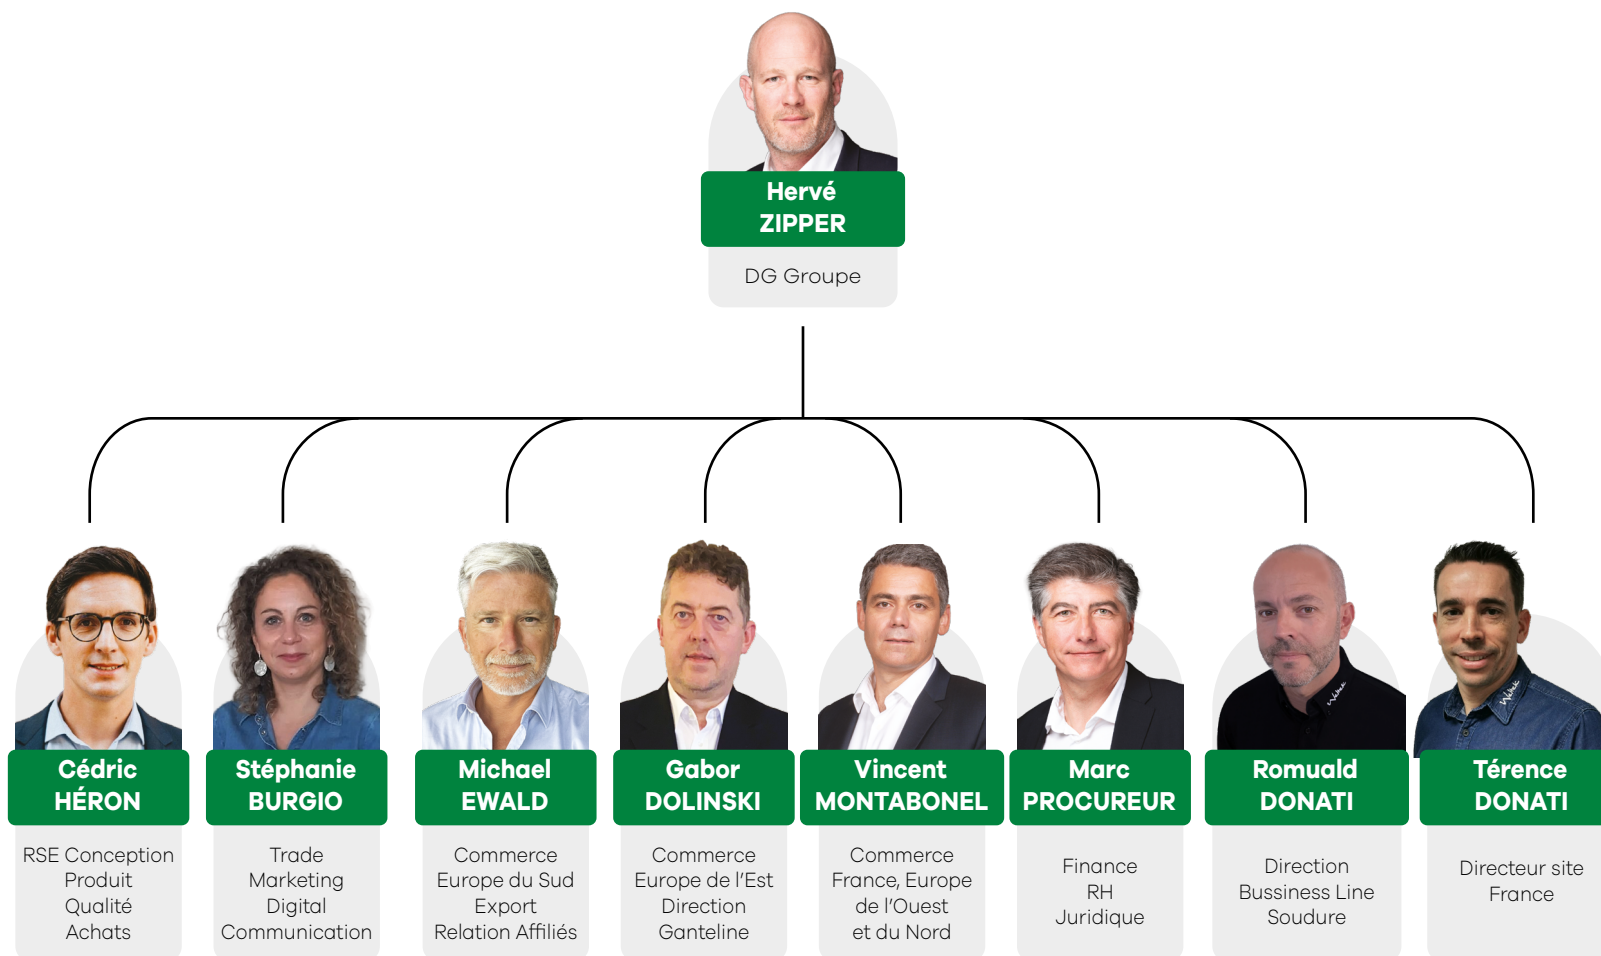 Hervé
ZIPPER
DG Groupe
Cédric
HÉRON
RSE Conception
Produit
Qualité
Achats
Stéphanie
BURGIO
Trade
Marketing
Digital
Communication
Michael
EWALD
Commerce
Europe du Sud
Export
Relation Affiliés
Gabor
DOLINSKI
Commerce
Europe de l'Est
Direction
Ganteline
Vincent
MONTABONEL
Commerce
France, Europe
de l'Ouest
et du Nord
Marc
PROCUREUR
Finance
RH
Juridique
Romuald
DONATI
Direction
Bussiness Line
Soudure
Térence
DONATI
Directeur site
France